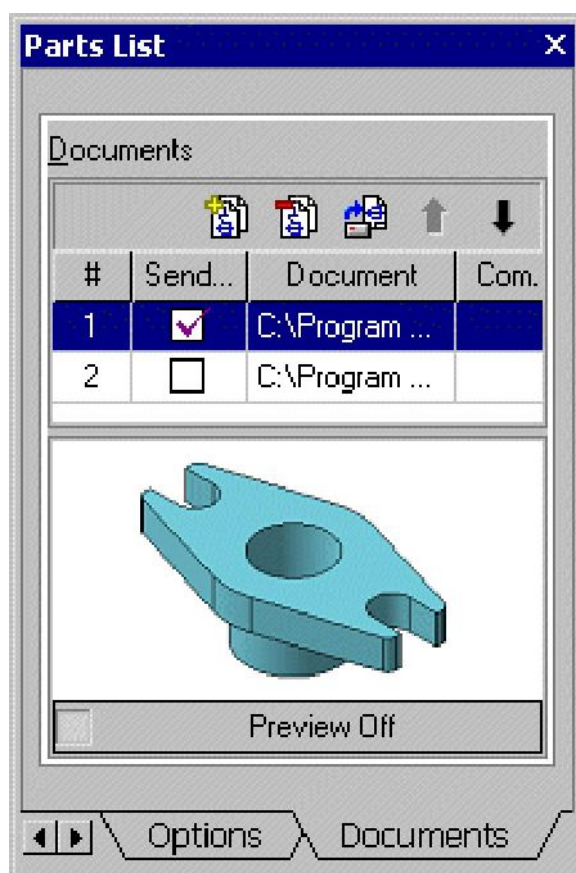 Parts List
Documents
# Send... Document Com.
1 C:\Program ...
2 C:\Program ...
Preview Off
Options Documents